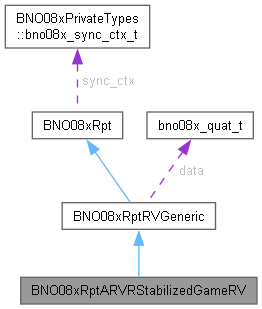 BNO08xPrivateTypes
::bno08x_sync_ctx_t
sync_ctx
BNO08xRpt
bno08x_quat_t
data
BNO08xRptRVGeneric
BNO08xRptARVRStabilizedGameRV